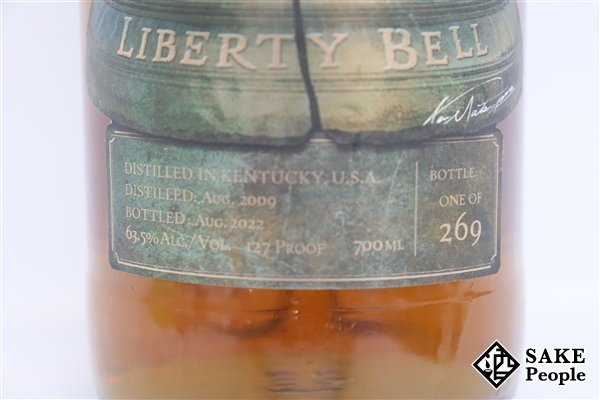 LIBERTY BELL
DISTILLED IN KENTUCKY, U.S.A.
DISTILLED: AUG, 2009
BOTTLED: AUG. 2022
63,5% ALC./VOL 127 PROOF 700 ML
BOTTLE:
ONE OF
269
SAKE
People